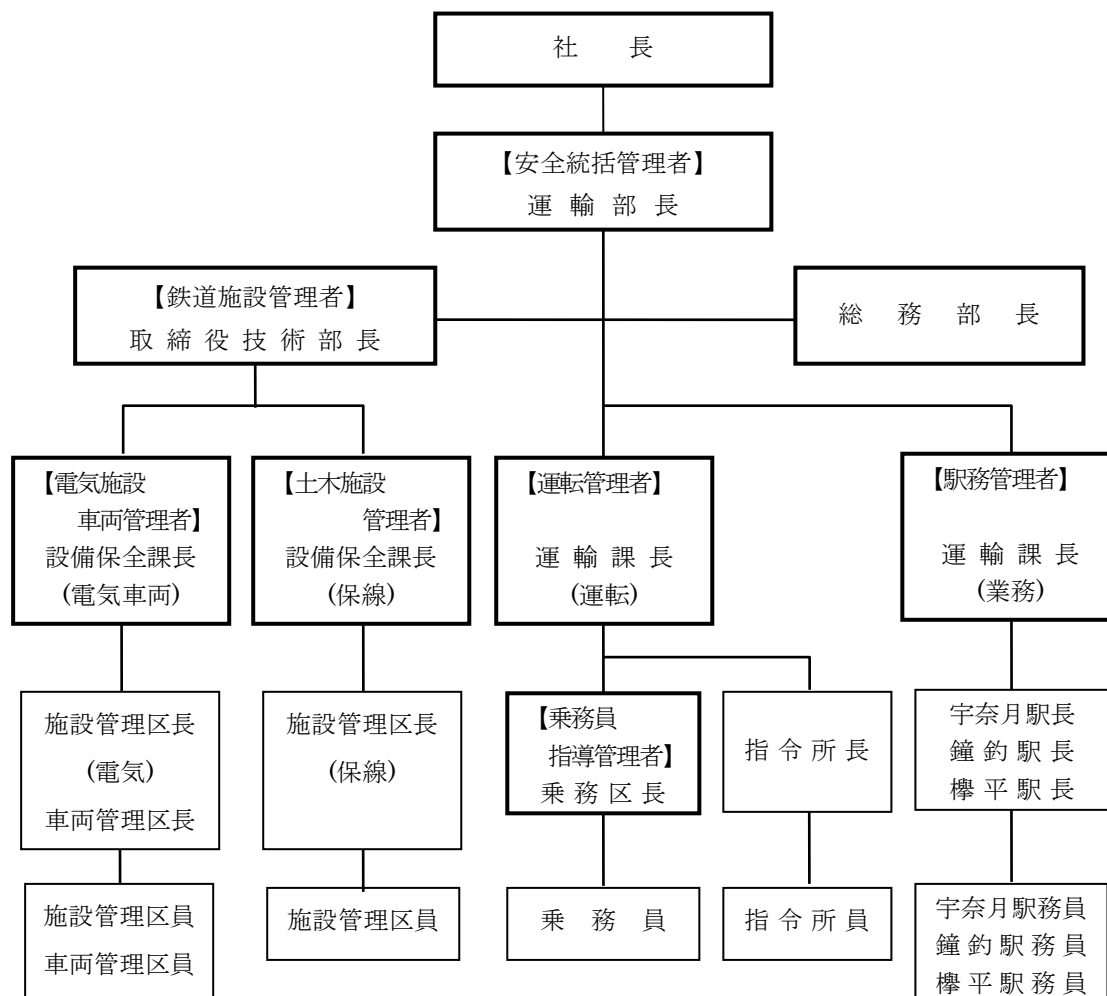 社長
【安全統括管理者】
運輸部長
【鉄道施設管理者】
取締役技術部長
総務部長
【電気施設
車両管理者】
設備保全課長
(電気車両)
【土木施設
管理者】
設備保全課長
(保線)
【運転管理者】
運輸課長
(運転)
【駅務管理者】
運輸課長
(業務)
施設管理区長
(電気)
車両管理区長
施設管理区長
(保線)
【乗務員
指導管理者】
乗務区長
指令所長
宇奈月駅長
鐘釣駅長
欅平駅長
施設管理区員
車両管理区員
施設管理区員
乗務員
指令所員
宇奈月駅務員
鐘釣駅務員
欅平駅務員